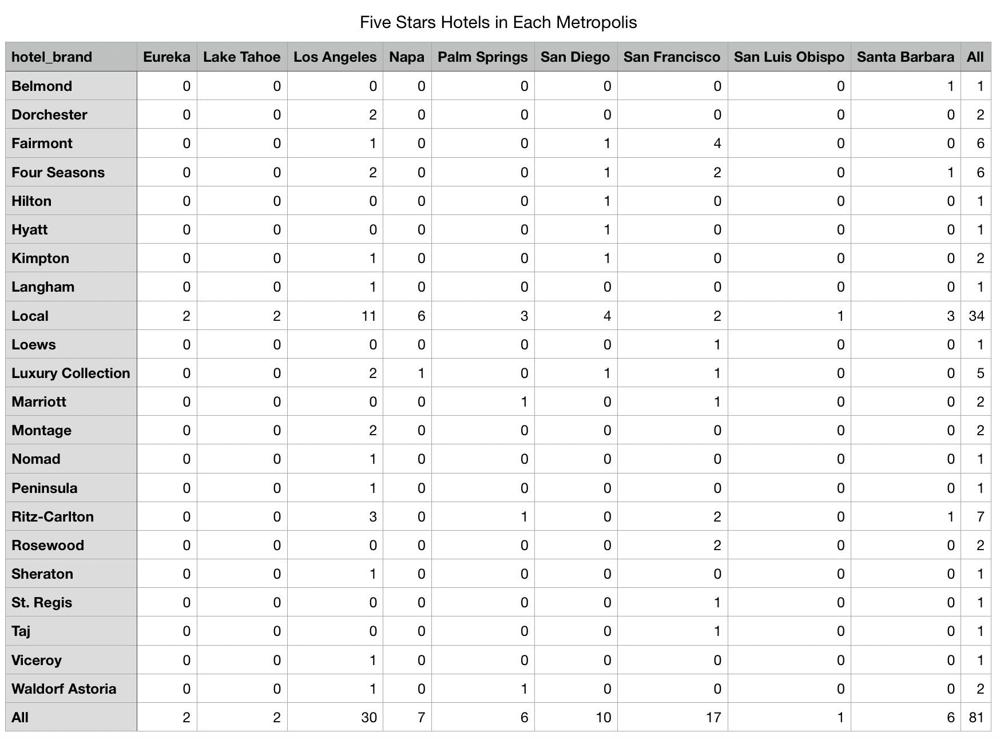 Five Stars Hotels in Each Metropolis
hotel_brand Eureka Lake Tahoe Los Angeles Napa Palm Springs San Diego San Francisco San Luis Obispo Santa Barbara All
Belmond 0 0 0 0 0 0 0 0 1 1
Dorchester 0 0 2 0 0 0 0 0 0 2
Fairmont 0 0 1 0 0 1 4 0 0 6
Four Seasons 0 0 2 0 0 1 2 0 1 6
Hilton 0 0 0 0 0 1 0 0 0 1
Hyatt 0 0 0 0 0 1 0 0 0 1
Kimpton 0 0 1 0 0 1 0 0 0 2
Langham 0 0 1 0 0 0 0 0 0 1
Local 2 2 11 6 3 4 2 1 3 34
Loews 0 0 0 0 0 0 1 0 0 1
Luxury Collection 0 0 2 1 0 1 1 0 0 5
Marriott 0 0 0 0 1 0 1 0 0 2
Montage 0 0 2 0 0 0 0 0 0 2
Nomad 0 0 1 0 0 0 0 0 0 1
Peninsula 0 0 1 0 0 0 0 0 0 1
Ritz-Carlton 0 0 3 0 1 0 2 0 1 7
Rosewood 0 0 0 0 0 0 2 0 0 2
Sheraton 0 0 1 0 0 0 0 0 0 1
St. Regis 0 0 0 0 0 0 1 0 0 1
Taj 0 0 0 0 0 0 1 0 0 1
Viceroy 0 0 1 0 0 0 0 0 0 1
Waldorf Astoria 0 0 1 0 1 0 0 0 0 2
All 2 2 30 7 6 10 17 1 6 81